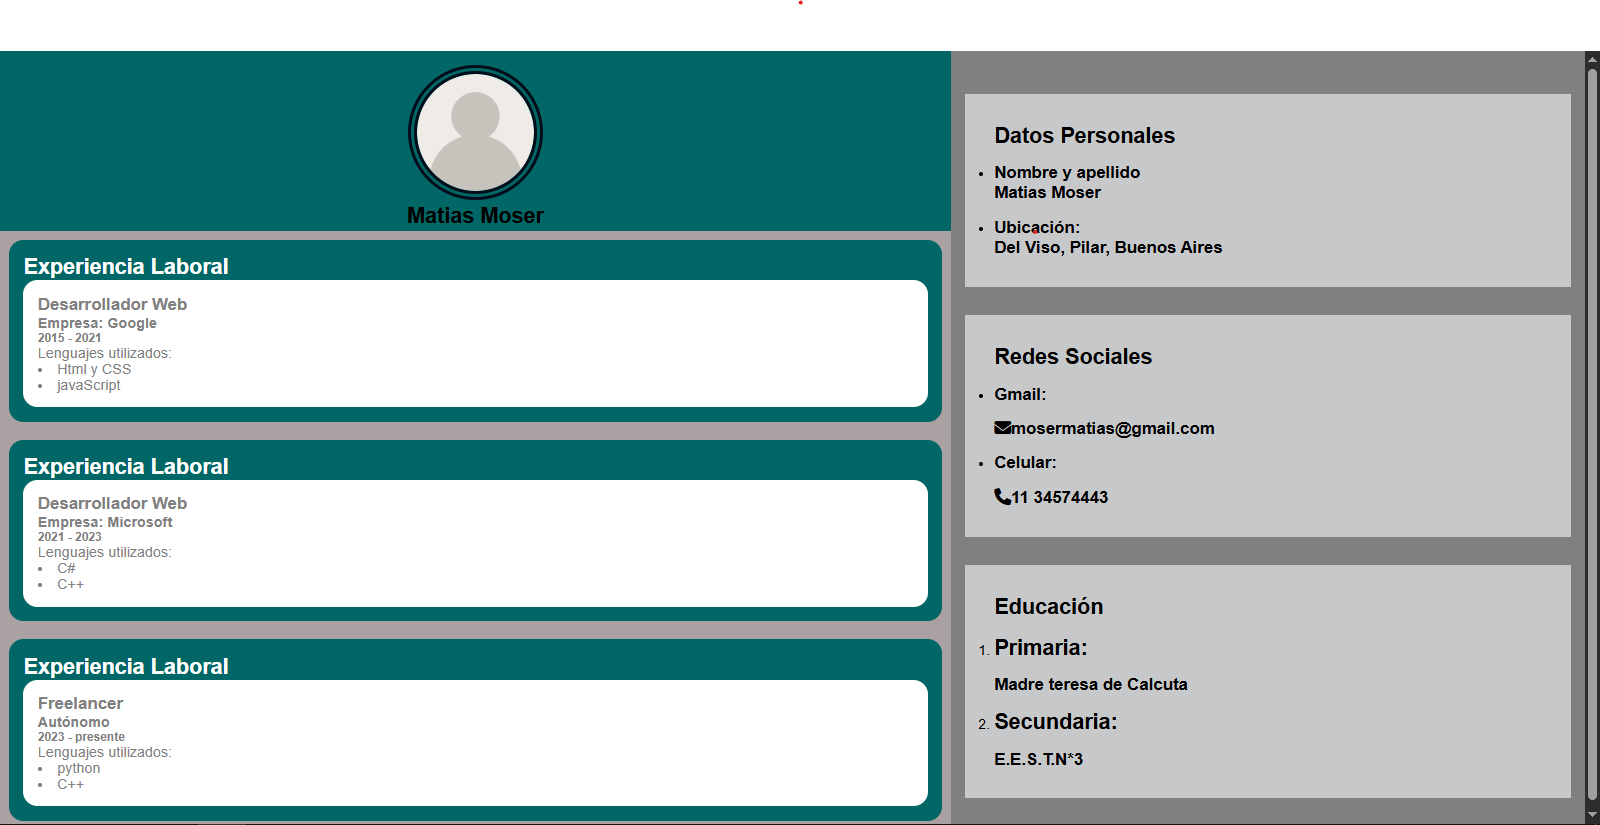 Matias Moser
Experiencia Laboral
Desarrollador Web
Empresa: Google
2015 - 2021
Lenguajes utilizados:
• Html y CSS
• javaScript
Experiencia Laboral
Desarrollador Web
Empresa: Microsoft
2021 - 2023
Lenguajes utilizados:
• C#
• C++
Experiencia Laboral
Freelancer
Autónomo
2023 - presente
Lenguajes utilizados:
• python
• C++
Datos Personales
• Nombre y apellido
Matias Moser
• Ubicación:
Del Viso, Pilar, Buenos Aires
Redes Sociales
• Gmail:
mosermatias@gmail.com
• Celular:
11 34574443
Educación
1. Primaria:
Madre teresa de Calcuta
2. Secundaria:
E.E.S.T.N*3